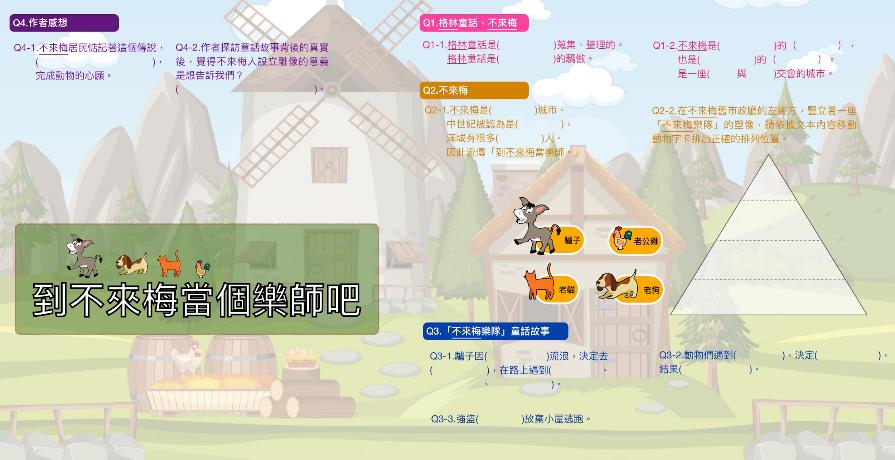 Q4.作者感想
Q4-1.不來梅居民惦記著這個傳說，
(　　　　　)，
完成動物的心願。
Q4-2.作者探訪童話故事背後的真實
後，覺得不來梅人設立雕像的意義
是想告訴我們？
(　　　　　)。
到不來梅當個樂師吧
Q1.格林童話、不來梅
Q1-1.格林童話是(　　　　　)蒐集、整理的。
格林童話是(　　　　　)的驕傲。
Q1-2.不來梅是(　　　　　)的（　　　　），
也是(　　　　　)的（　　　　）。
是一座(　　　)與(　　　)交會的城市。
Q2.不來梅
Q2-1.不來梅是(　　　　)城市。
中世紀被認為是(　　　　)，
滿城有很多(　　　　)人。
因此流傳「到不來梅當樂師。」
Q2-2.在不來梅舊市政廳的左後方，豎立著一座
「不來梅樂隊」的塑像，請依據文本內容移動
動物字卡排出正確的排列位置。
驢子
老公雞
老貓
老狗
Q3.「不來梅樂隊」童話故事
Q3-1.驢子因(　　　　　)流浪，決定去
(　　　　　)，在路上遇到(　　　　　、
　　　　　、　　　　　)。
Q3-2.動物們遇到(　　　　)，決定(　　　　　)，
結果(　　　　　)。
Q3-3.強盜(　　　　)放棄小屋逃跑。